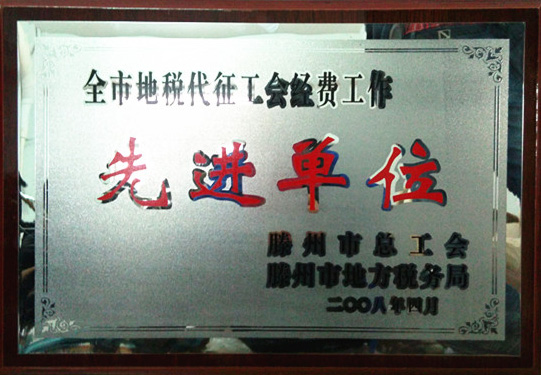 全市地税代征工会经费工作
先进单位
滕州市总工会
滕州市地方税务局
二〇〇八年四月